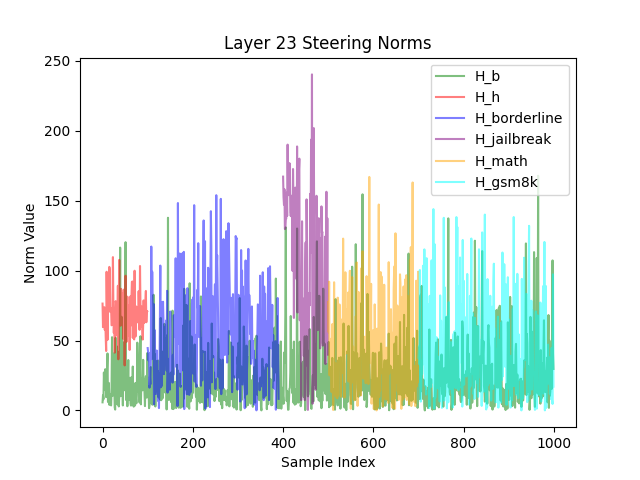 Layer 23 Steering Norms
250
200
150
100
50
0
Norm Value
H_b
H_h
H_borderline
H_jailbreak
H_math
H_gsm8k
0 200 400 600 800 1000
Sample Index